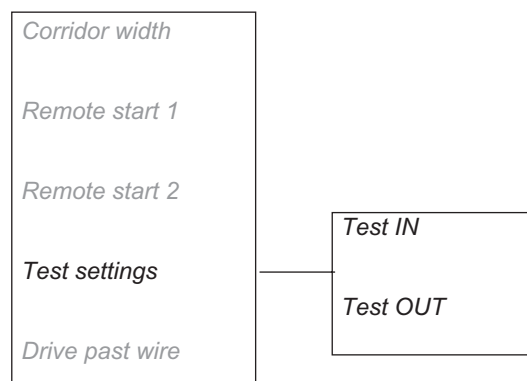 Corridor width
Remote start 1
Remote start 2
Test settings
Drive past wire
Test IN
Test OUT